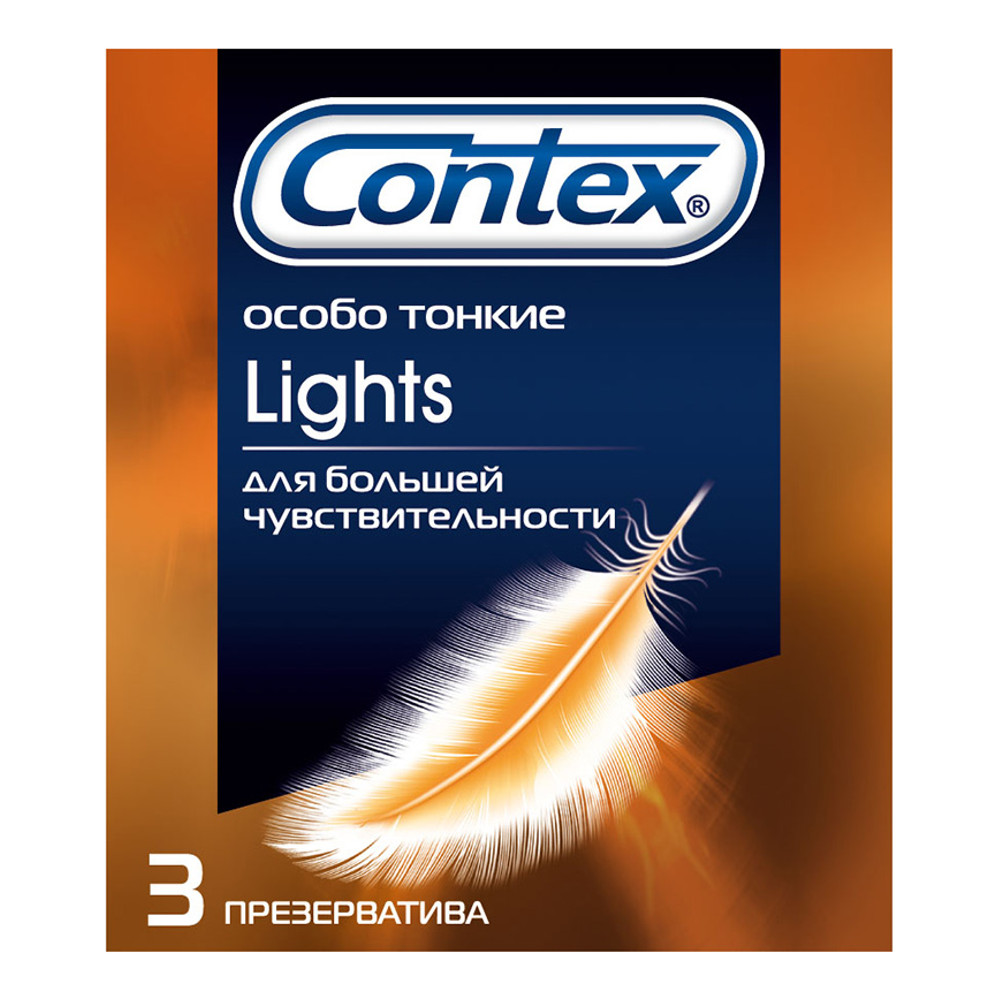 Contex®
особо тонкие
Lights
для большей
чувствительности
3 ПРЕЗЕРВАТИВА